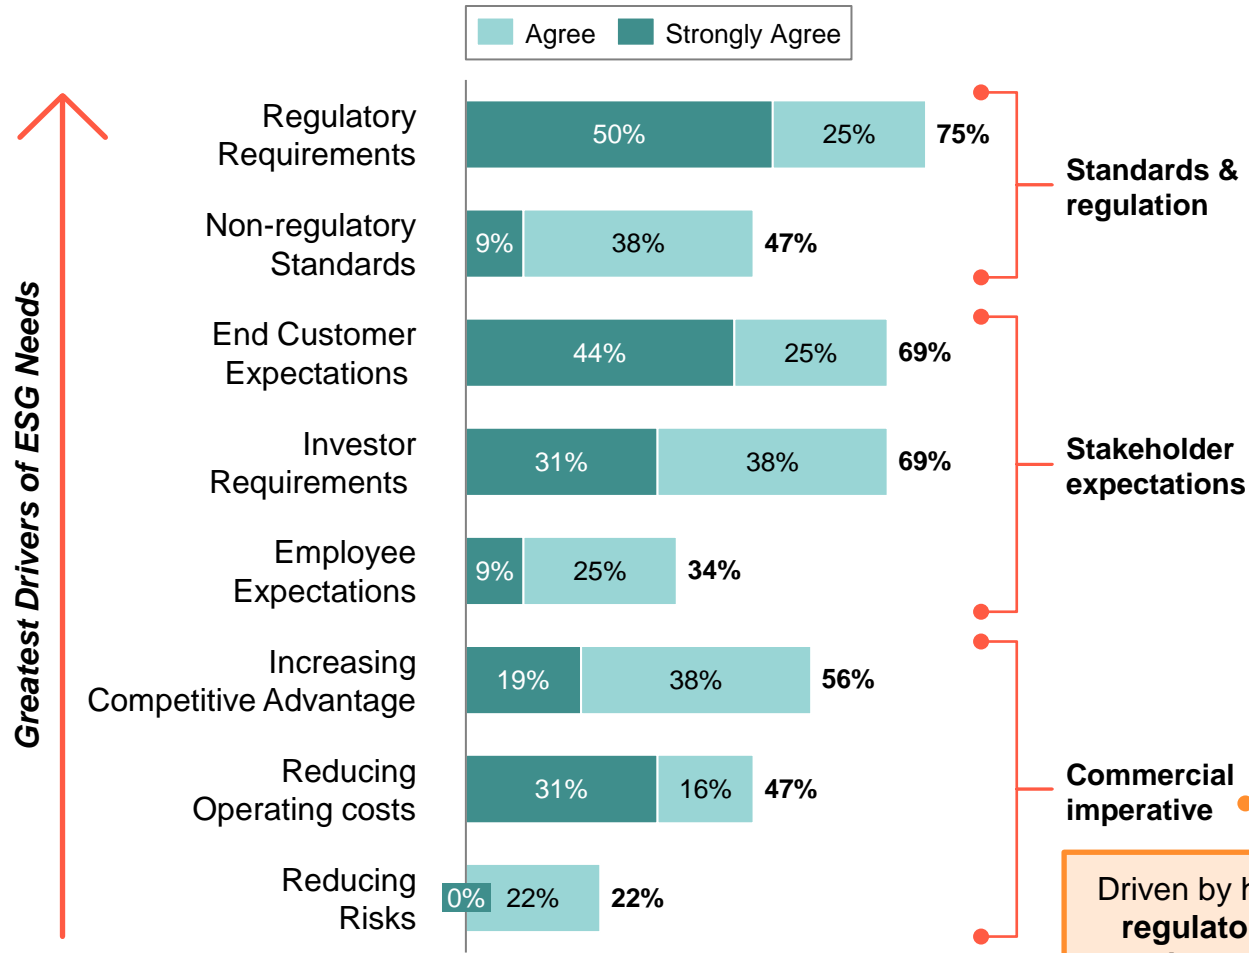 Agree Strongly Agree
Greatest Drivers of ESG Needs
Regulatory
Requirements
50% 25% 75%
Non-regulatory
Standards
9% 38% 47%
Standards &
regulation
End Customer
Expectations
44% 25% 69%
Investor
Requirements
31% 38% 69%
Employee
Expectations
9% 25% 34%
Stakeholder
expectations
Increasing
Competitive Advantage
19% 38% 56%
Reducing
Operating costs
31% 16% 47%
Reducing
Risks
0% 22% 22%
Commercial
imperative
Driven by